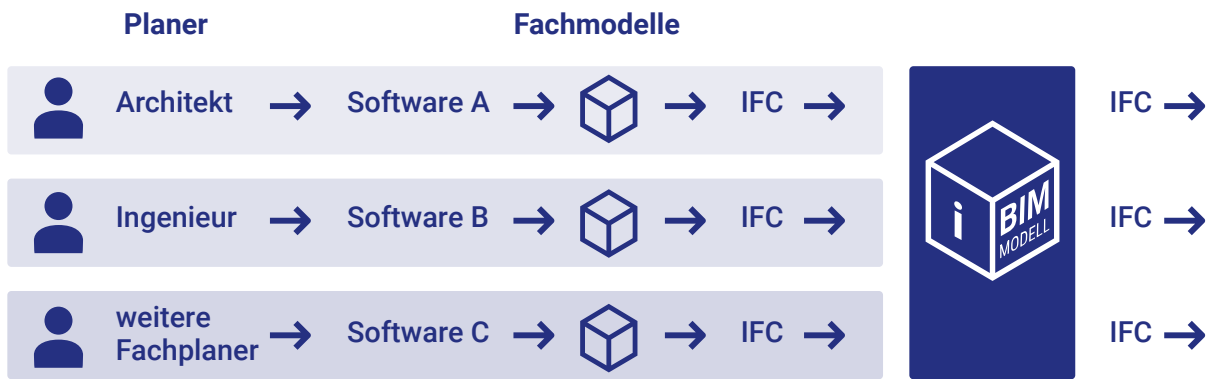 Planer Fachmodelle
Architekt Software A IFC IFC
Ingenieur Software B IFC IFC
weitere
Fachplaner Software C IFC IFC
i BIM
MODELL